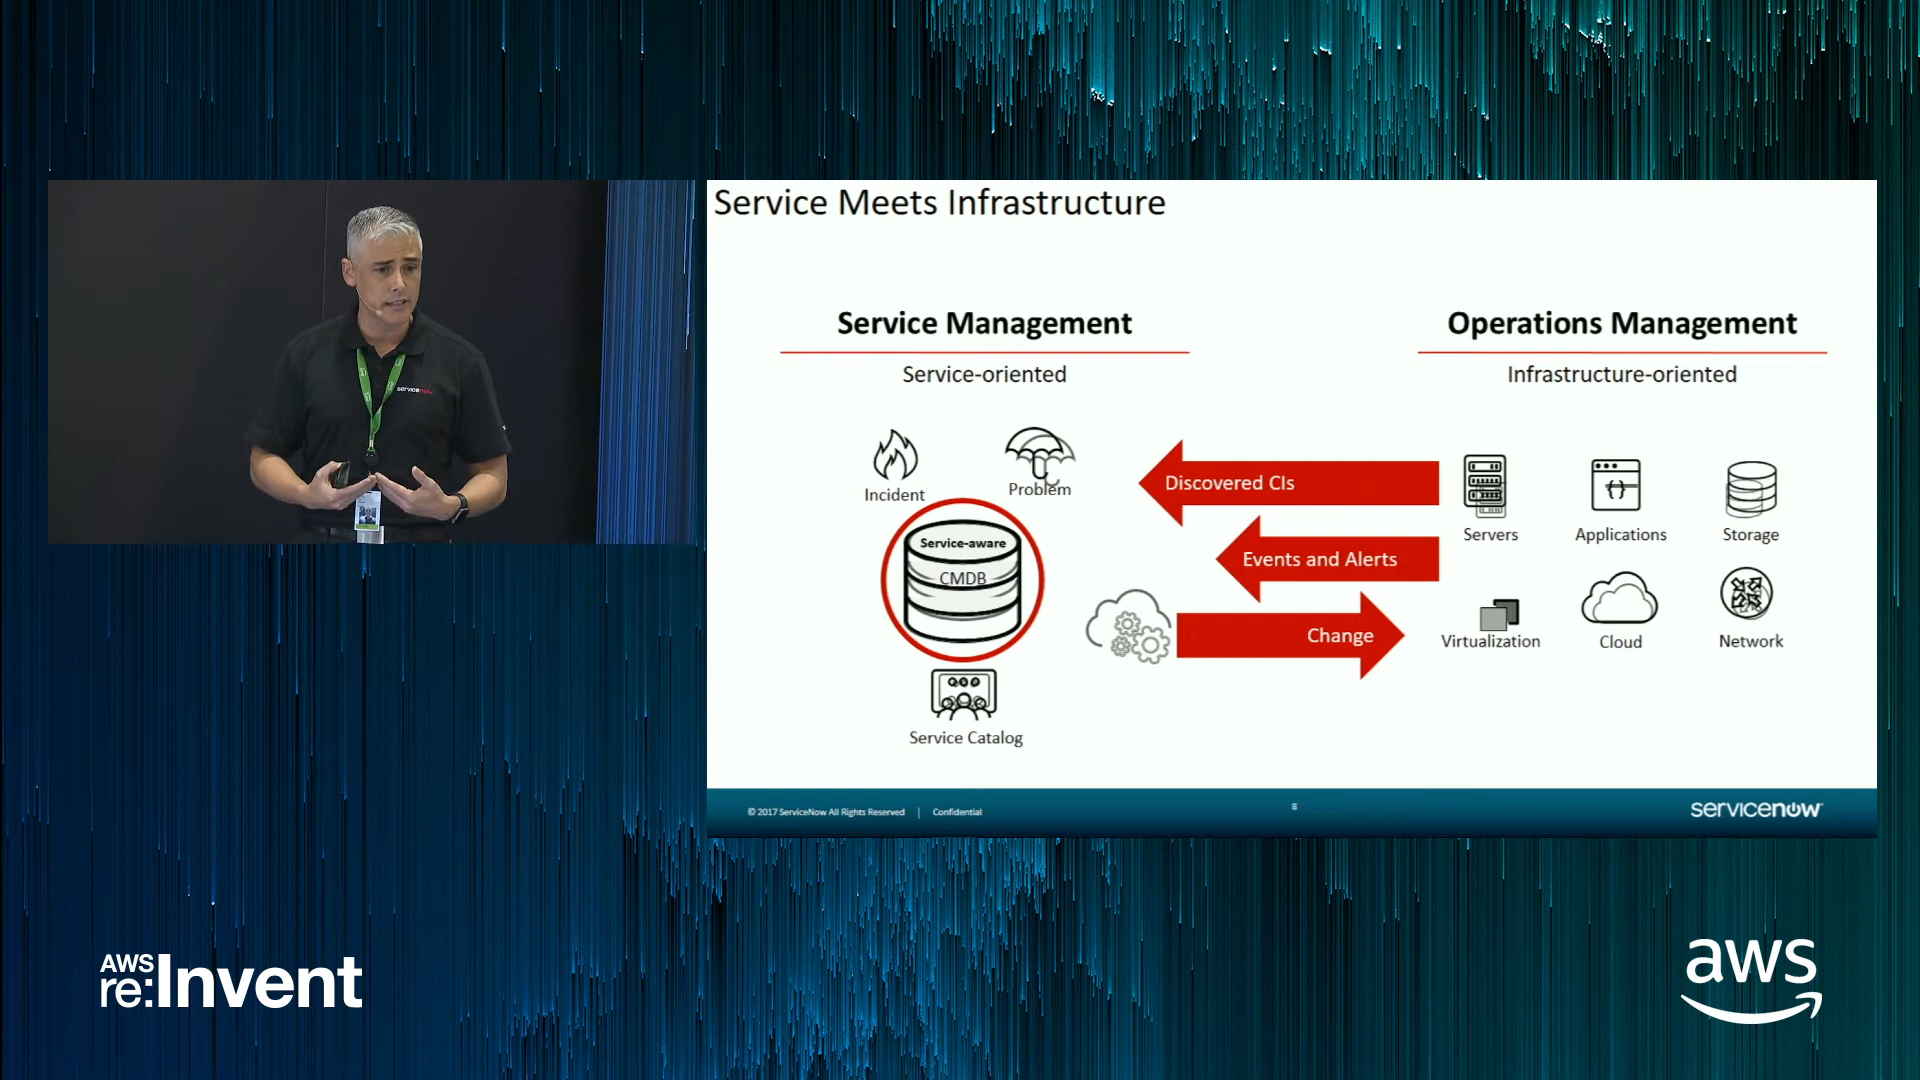 servicenow
Service Meets Infrastructure
Service Management
Operations Management
Service-oriented
Infrastructure-oriented
Incident
Problem
Discovered CIs
Servers
Applications
Storage
Service-aware
CMDB
Events and Alerts
Change
Virtualization
Cloud
Network
Service Catalog
© 2017 ServiceNow All Rights Reserved | Confidential
8
servicenow
AWS
re:Invent
aws